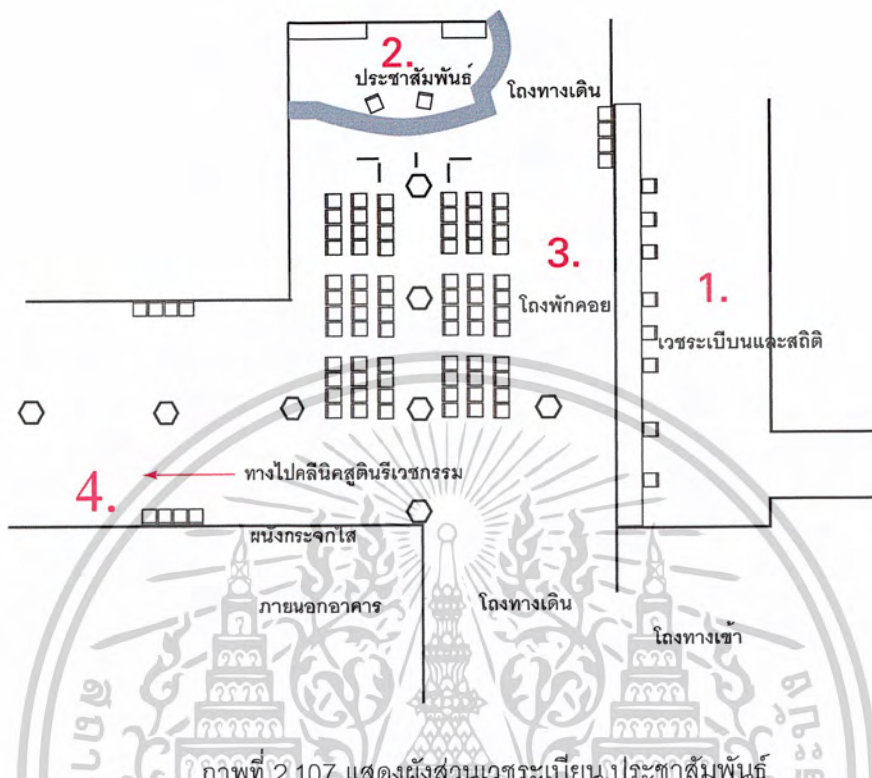 2.
ประชาสัมพันธ์
โถงทางเดิน
3.
โถงพักคอย
1.
เวชระเบีบนและสถิติ
ทางไปคลีนิคสูตินรีเวชกรรม
4.
ผนังกระจกใส
ภายนอกอาคาร
โถงทางเดิน
โถงทางเข้า
ภาพที่ 2.107 แสดงผังส่วนเวชระเบียน ประชาสัมพันธ์